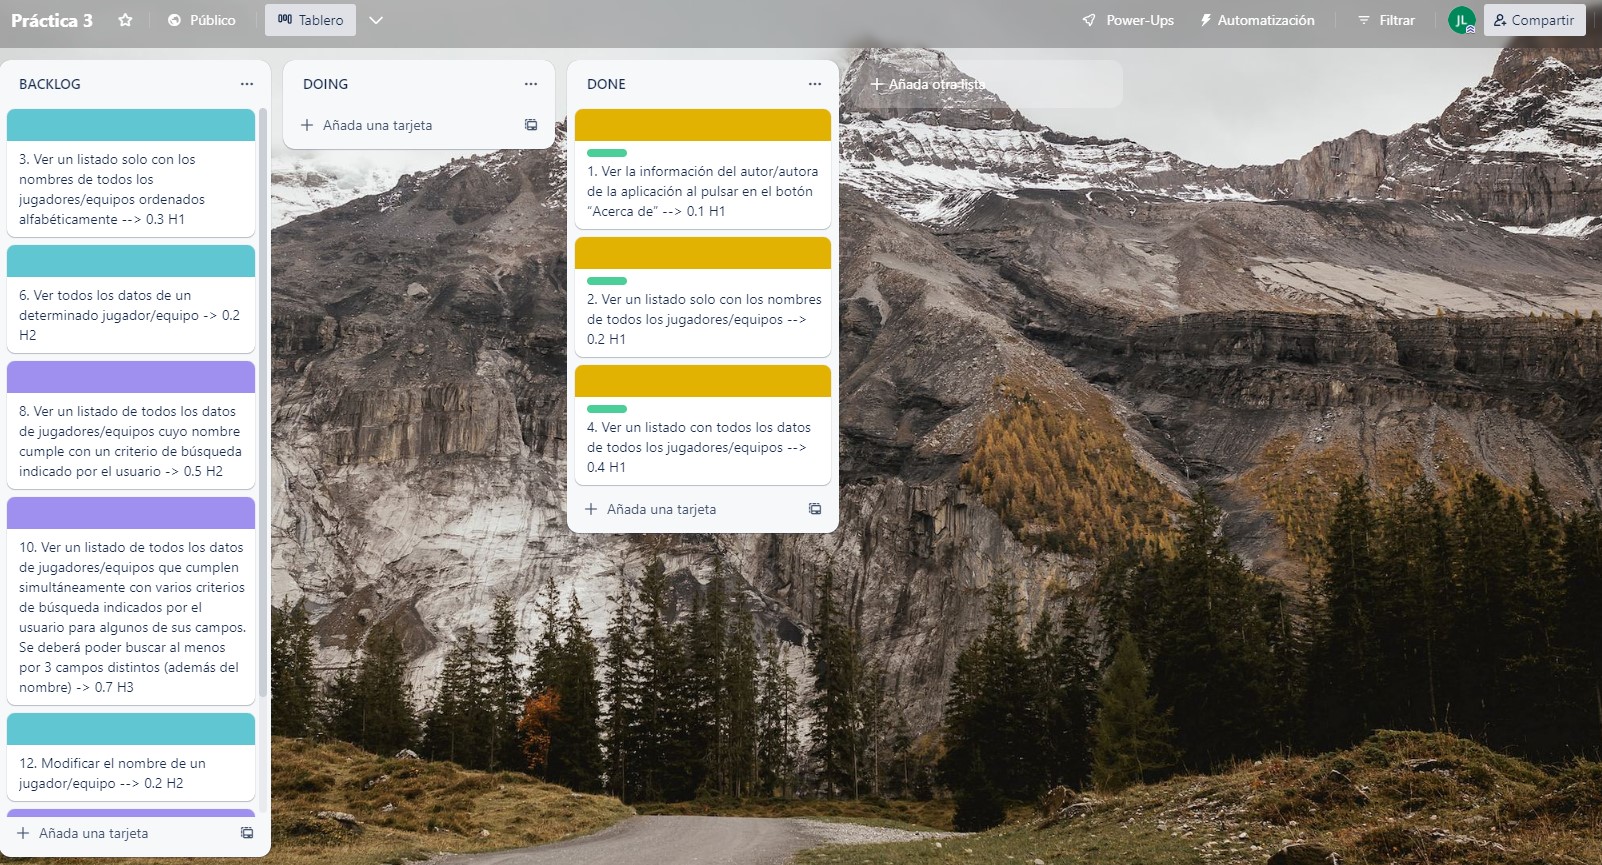 Práctica 3
Público
Tablero
Power-Ups
Automatización
Filtrar
JL
Compartir
BACKLOG
3. Ver un listado solo con los
nombres de todos los
jugadores/equipos ordenados
alfabéticamente --> 0.3 H1
6. Ver todos los datos de un
determinado jugador/equipo -> 0.2
H2
8. Ver un listado de todos los datos
de jugadores/equipos cuyo nombre
cumple con un criterio de búsqueda
indicado por el usuario -> 0.5 H2
10. Ver un listado de todos los datos
de jugadores/equipos que cumplen
simultáneamente con varios criterios
de búsqueda indicados por el
usuario para algunos de sus campos.
Se deberá poder buscar al menos
por 3 campos distintos (además del
nombre) -> 0.7 H3
12. Modificar el nombre de un
jugador/equipo --> 0.2 H2
+ Añada una tarjeta
DOING
+ Añada una tarjeta
DONE
1. Ver la información del autor/autora
de la aplicación al pulsar en el botón
“Acerca de” --> 0.1 H1
2. Ver un listado solo con los nombres
de todos los jugadores/equipos -->
0.2 H1
4. Ver un listado con todos los datos
de todos los jugadores/equipos -->
0.4 H1
+ Añada una tarjeta
+ Añada otra lista